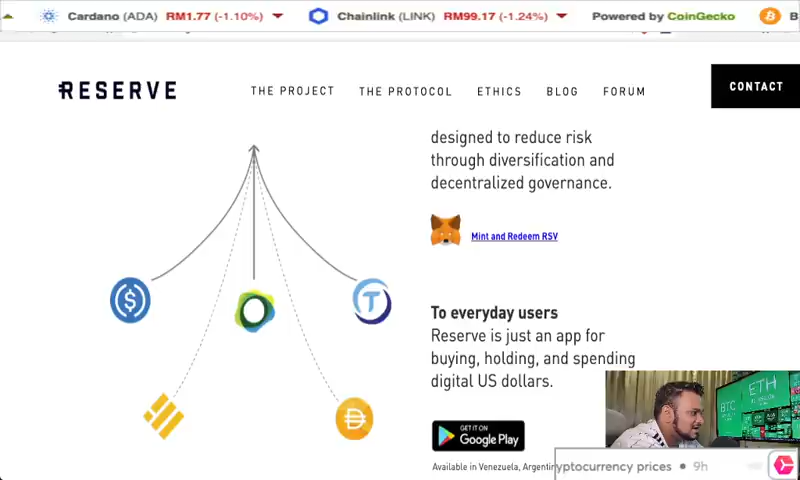 Cardano (ADA) RM1.77 (-1.10%) Chainlink (LINK) RM99.17 (-1.24%) Powered by CoinGecko B
RESERVE THE PROJECT THE PROTOCOL ETHICS BLOG FORUM CONTACT
designed to reduce risk
through diversification and
decentralized governance.
Mint and Redeem RSV
To everyday users
Reserve is just an app for
buying, holding, and spending
digital US dollars.
GET IT ON
Google Play
Available in Venezuela, Argentin
yptocurrency prices • 9h
BTC
ETH